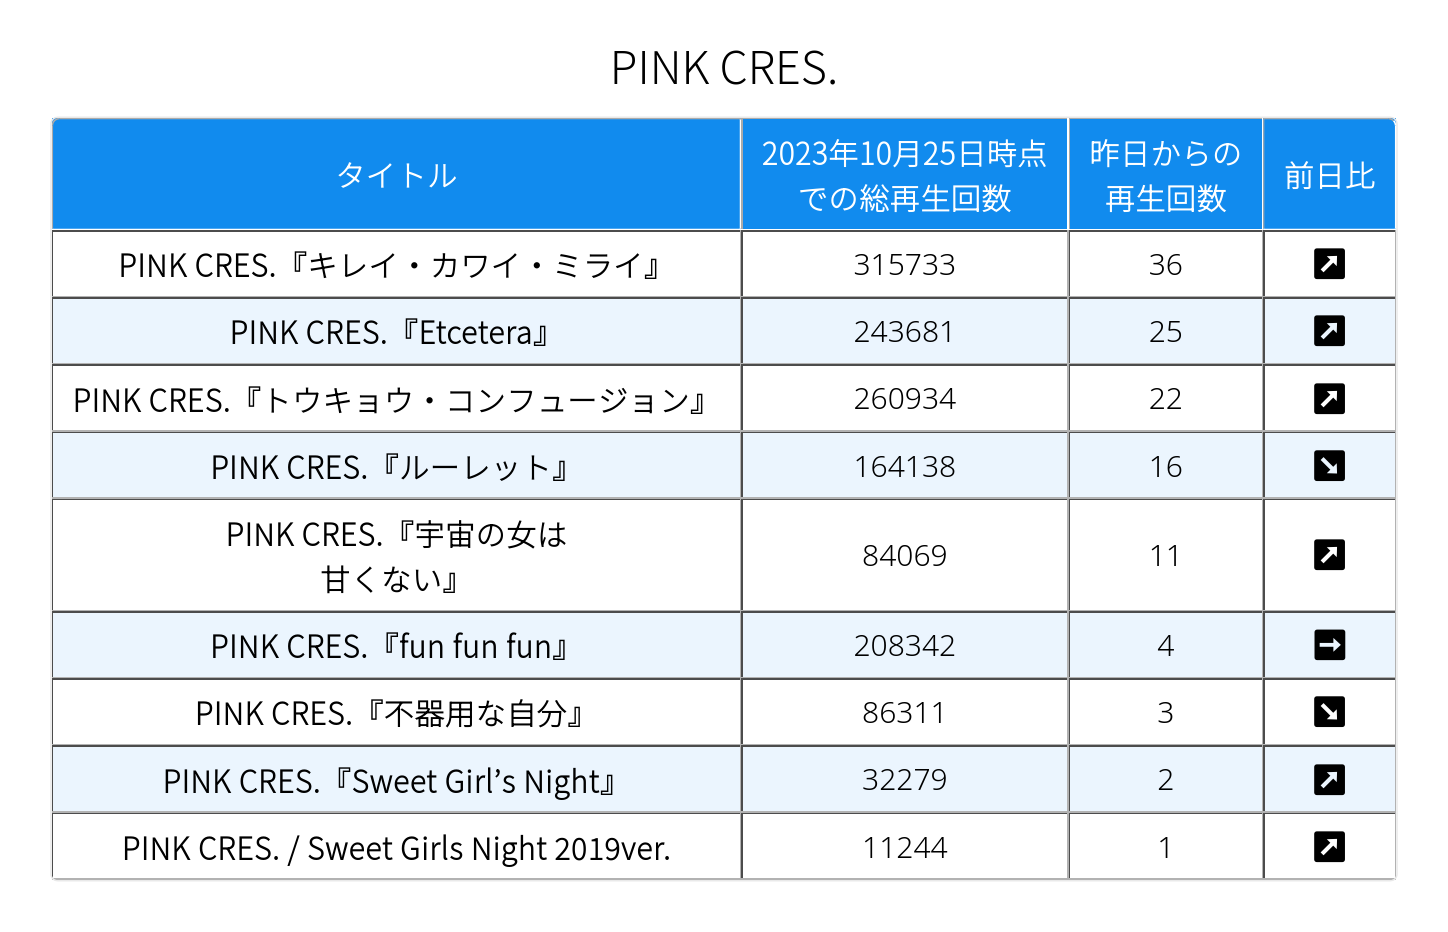 PINK CRES.
タイトル
2023年10月25日時点
での総再生回数
昨日からの
再生回数
前日比
PINK CRES.『キレイ・カワイ・ミライ』 315733 36 ↗
PINK CRES.『Etcetera』 243681 25 ↗
PINK CRES.『トウキョウ・コンフュージョン』 260934 22 ↗
PINK CRES.『ルーレット』 164138 16 ↘
PINK CRES.『宇宙の女は
甘くない』 84069 11 ↗
PINK CRES.『fun fun fun』 208342 4 →
PINK CRES.『不器用な自分』 86311 3 ↘
PINK CRES.『Sweet Girl’s Night』 32279 2 ↗
PINK CRES. / Sweet Girls Night 2019ver. 11244 1 ↗